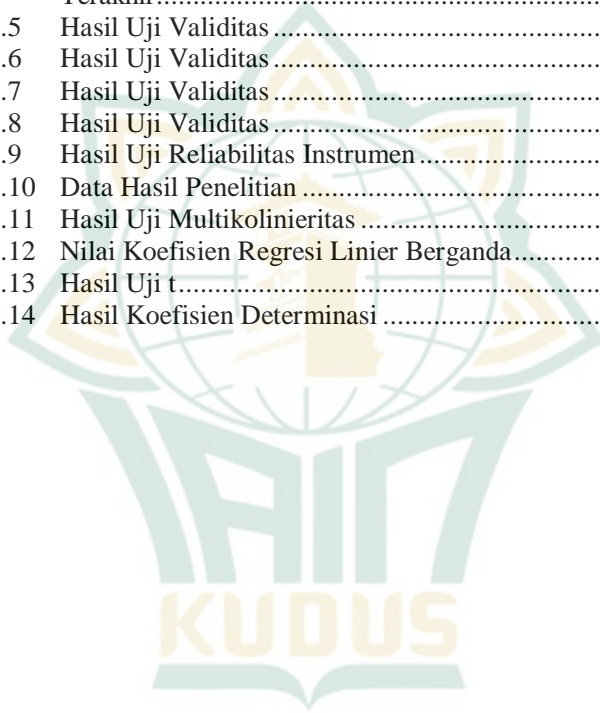 Terakhir.........................................................................
.5 Hasil Uji Validitas.....................................................
.6 Hasil Uji Validitas.....................................................
.7 Hasil Uji Validitas.....................................................
.8 Hasil Uji Validitas.....................................................
.9 Hasil Uji Reliabilitas Instrumen..............................
.10 Data Hasil Penelitian................................................
.11 Hasil Uji Multikolinieritas........................................
.12 Nilai Koefisien Regresi Linier Berganda.............
.13 Hasil Uji t....................................................................
.14 Hasil Koefisien Determinasi....................................
IAIN
KUDUS